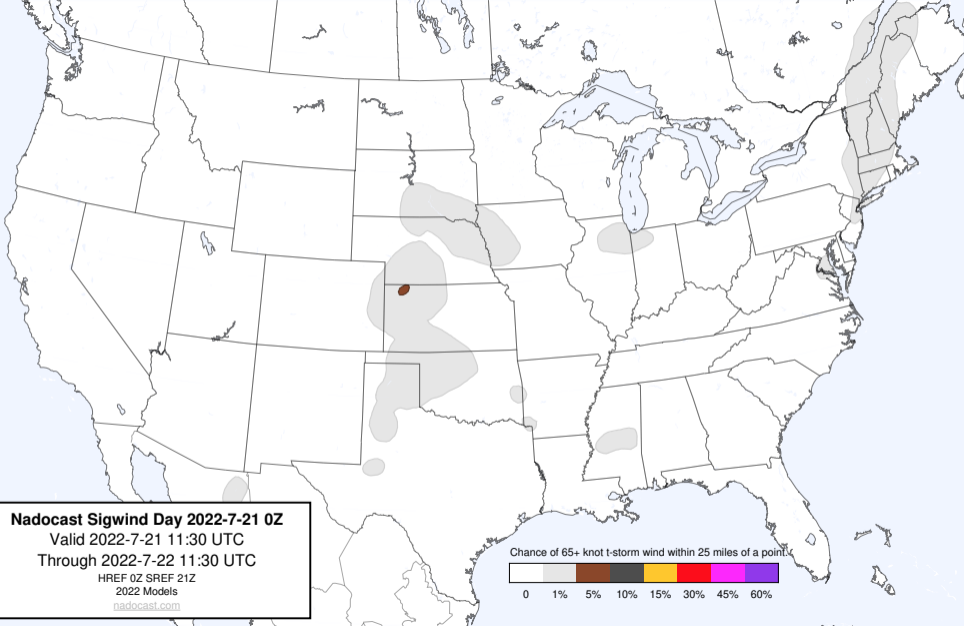 Nadocast Sigwind Day 2022-7-21 0Z
Valid 2022-7-21 11:30 UTC
Through 2022-7-22 11:30 UTC
HREF 0Z SREF 21Z
2022 Models
nadocast.com
Chance of 65+ knot t-storm wind within 25 miles of a point.
0 1% 5% 10% 15% 30% 45% 60%